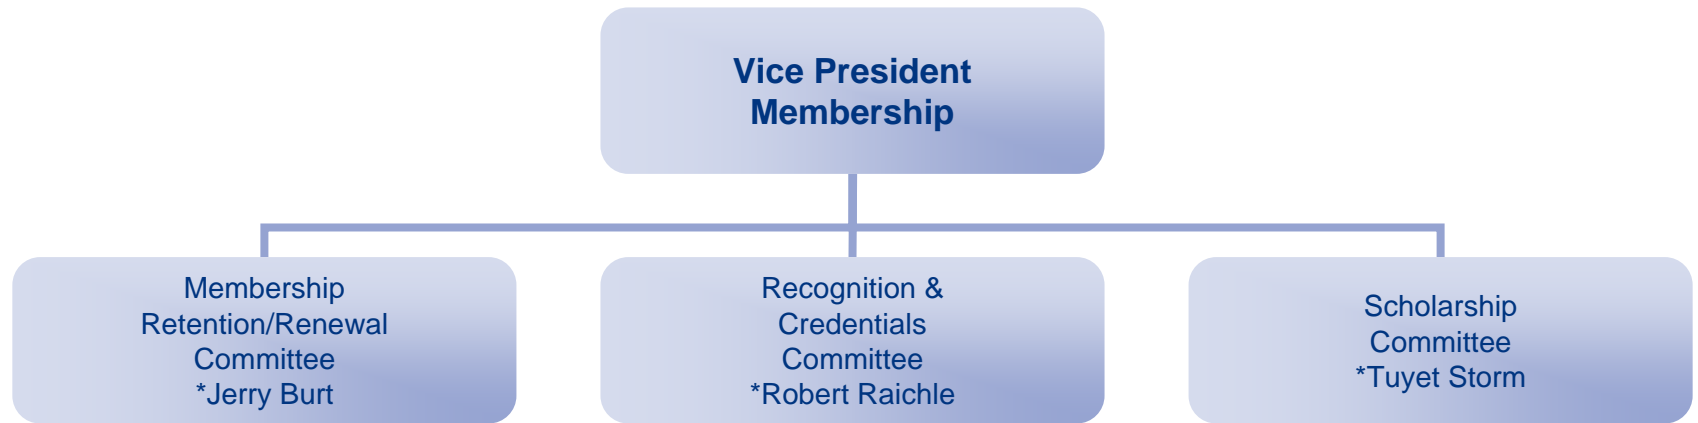 Vice President
Membership
Membership
Retention/Renewal
Committee
*Jerry Burt
Recognition &
Credentials
Committee
*Robert Raichle
Scholarship
Committee
*Tuyet Storm